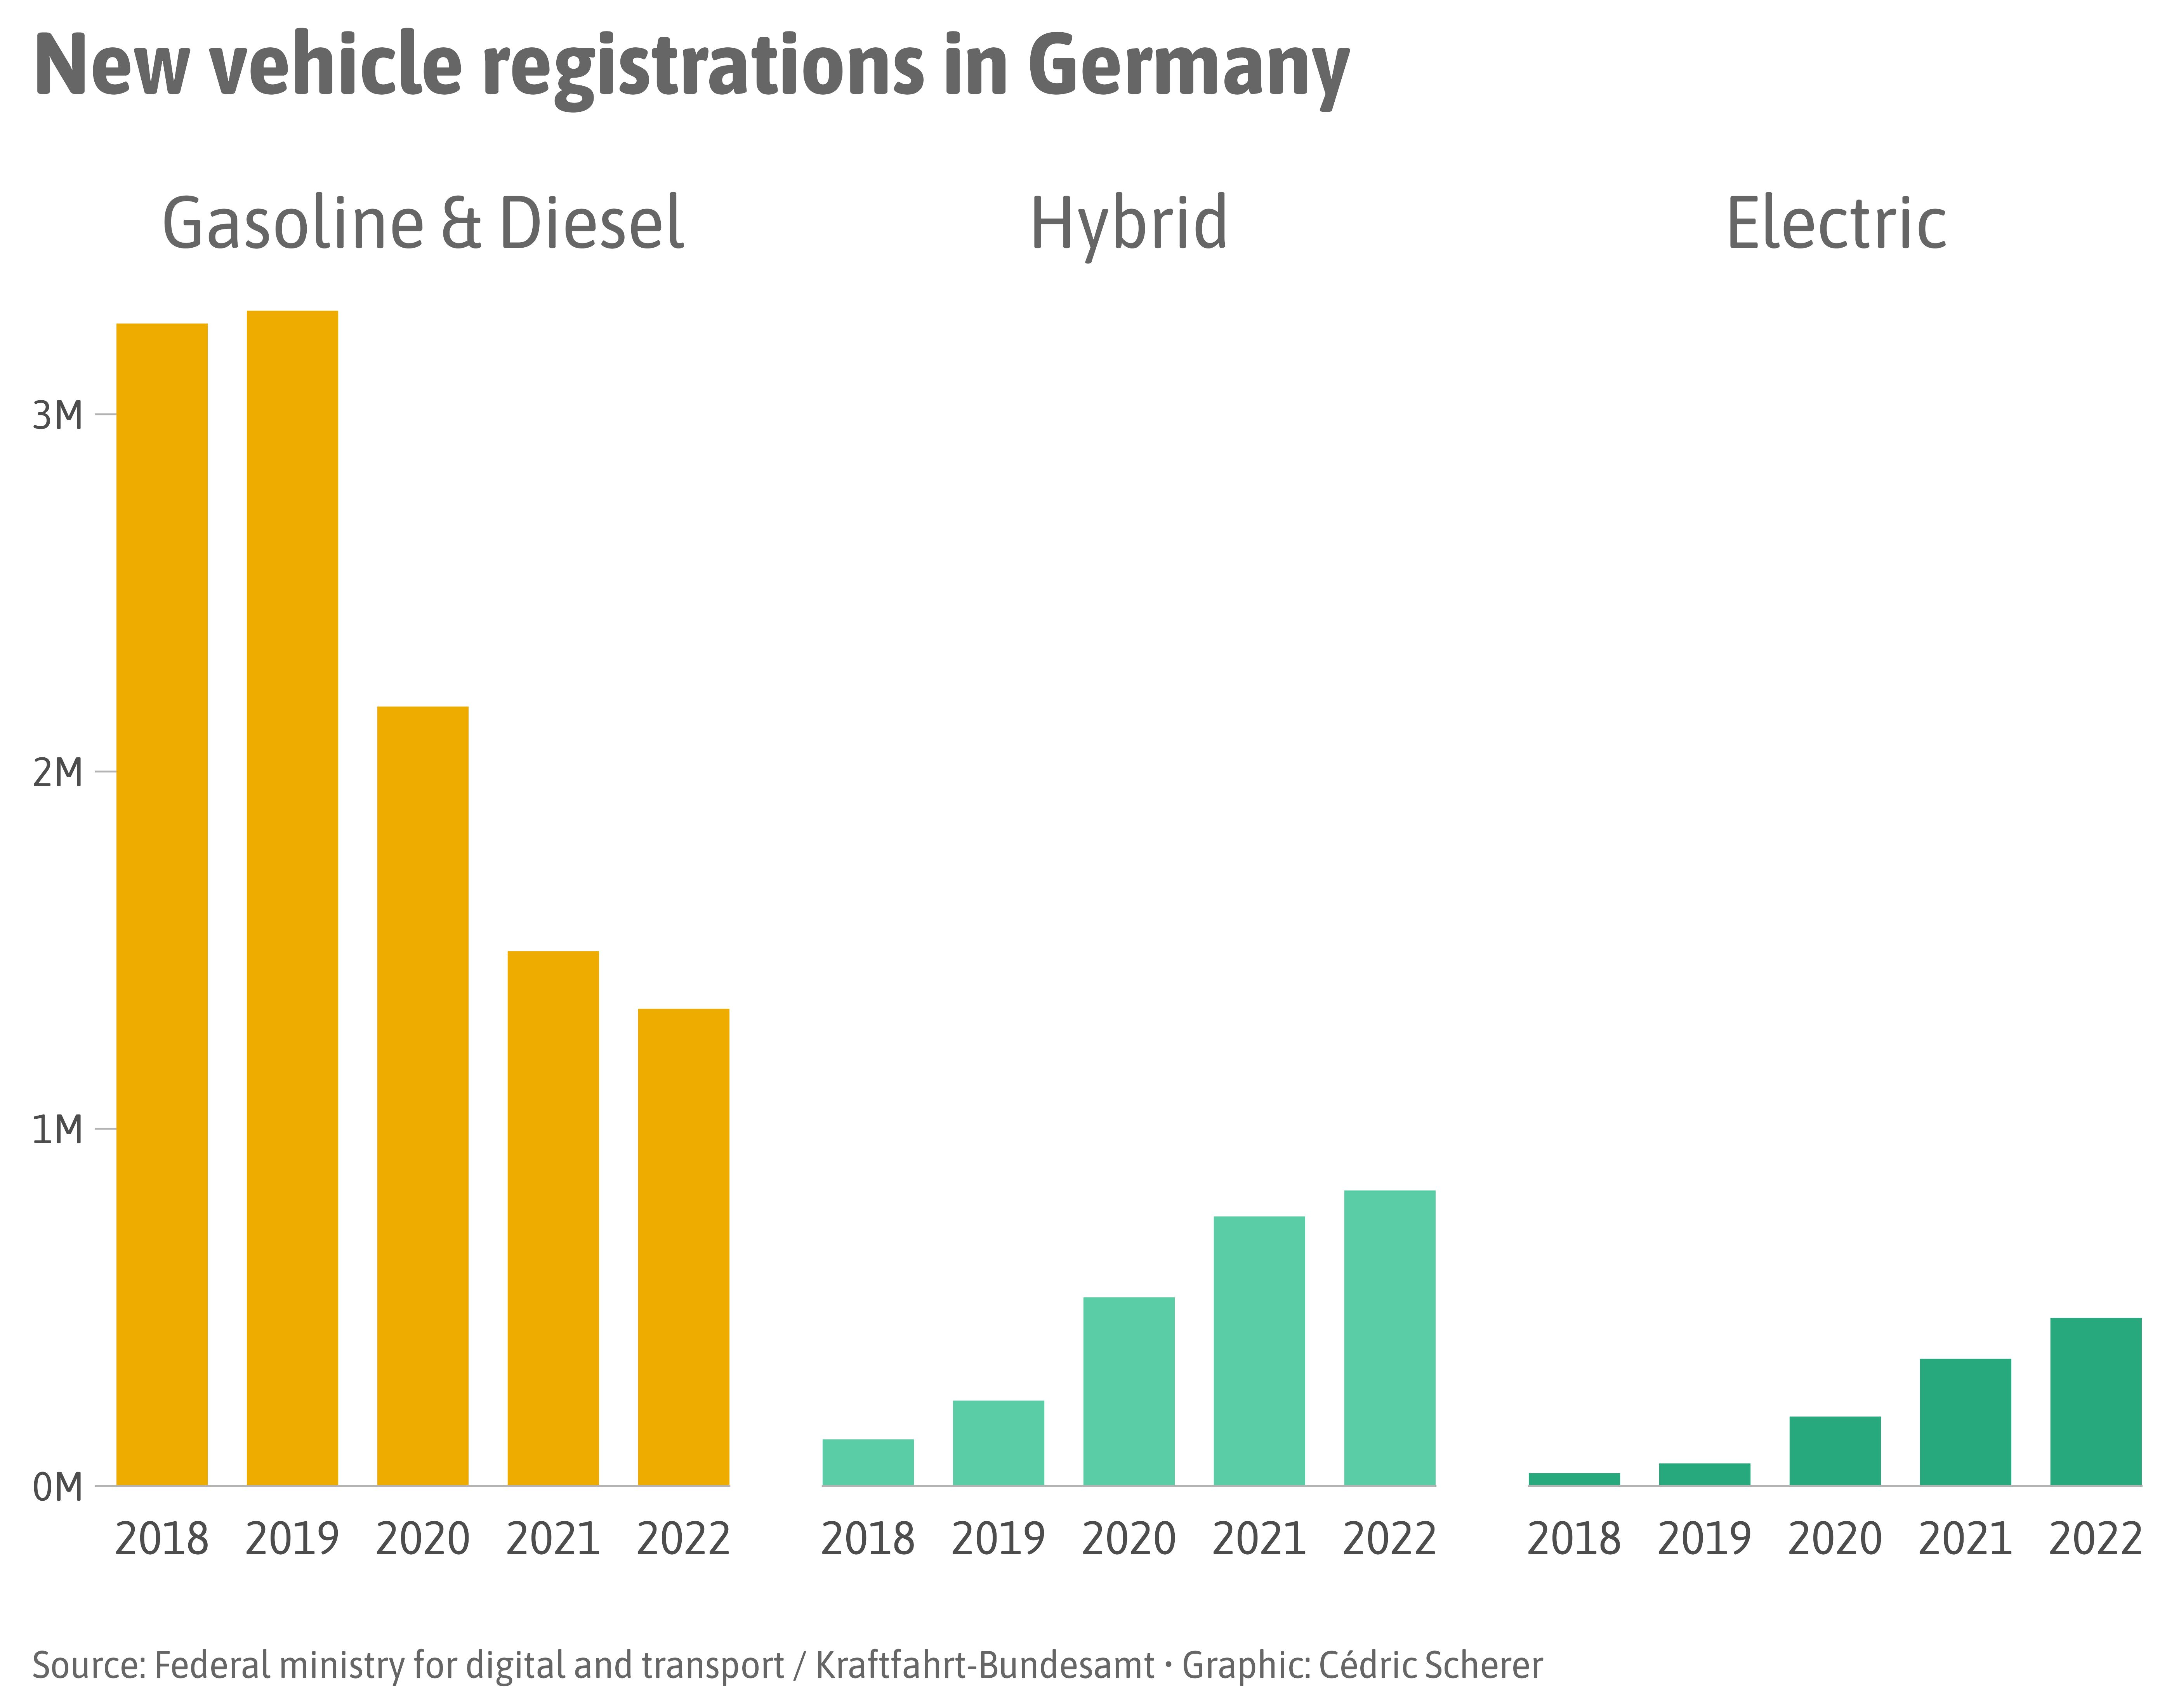 New vehicle registrations in Germany
Gasoline & Diesel
Hybrid
Electric
3M
2M
1M
0M
2018 2019 2020 2021 2022
2018 2019 2020 2021 2022
2018 2019 2020 2021 2022
Source: Federal ministry for digital and transport / Kraftfahrt-Bundesamt • Graphic: Cédric Scherer